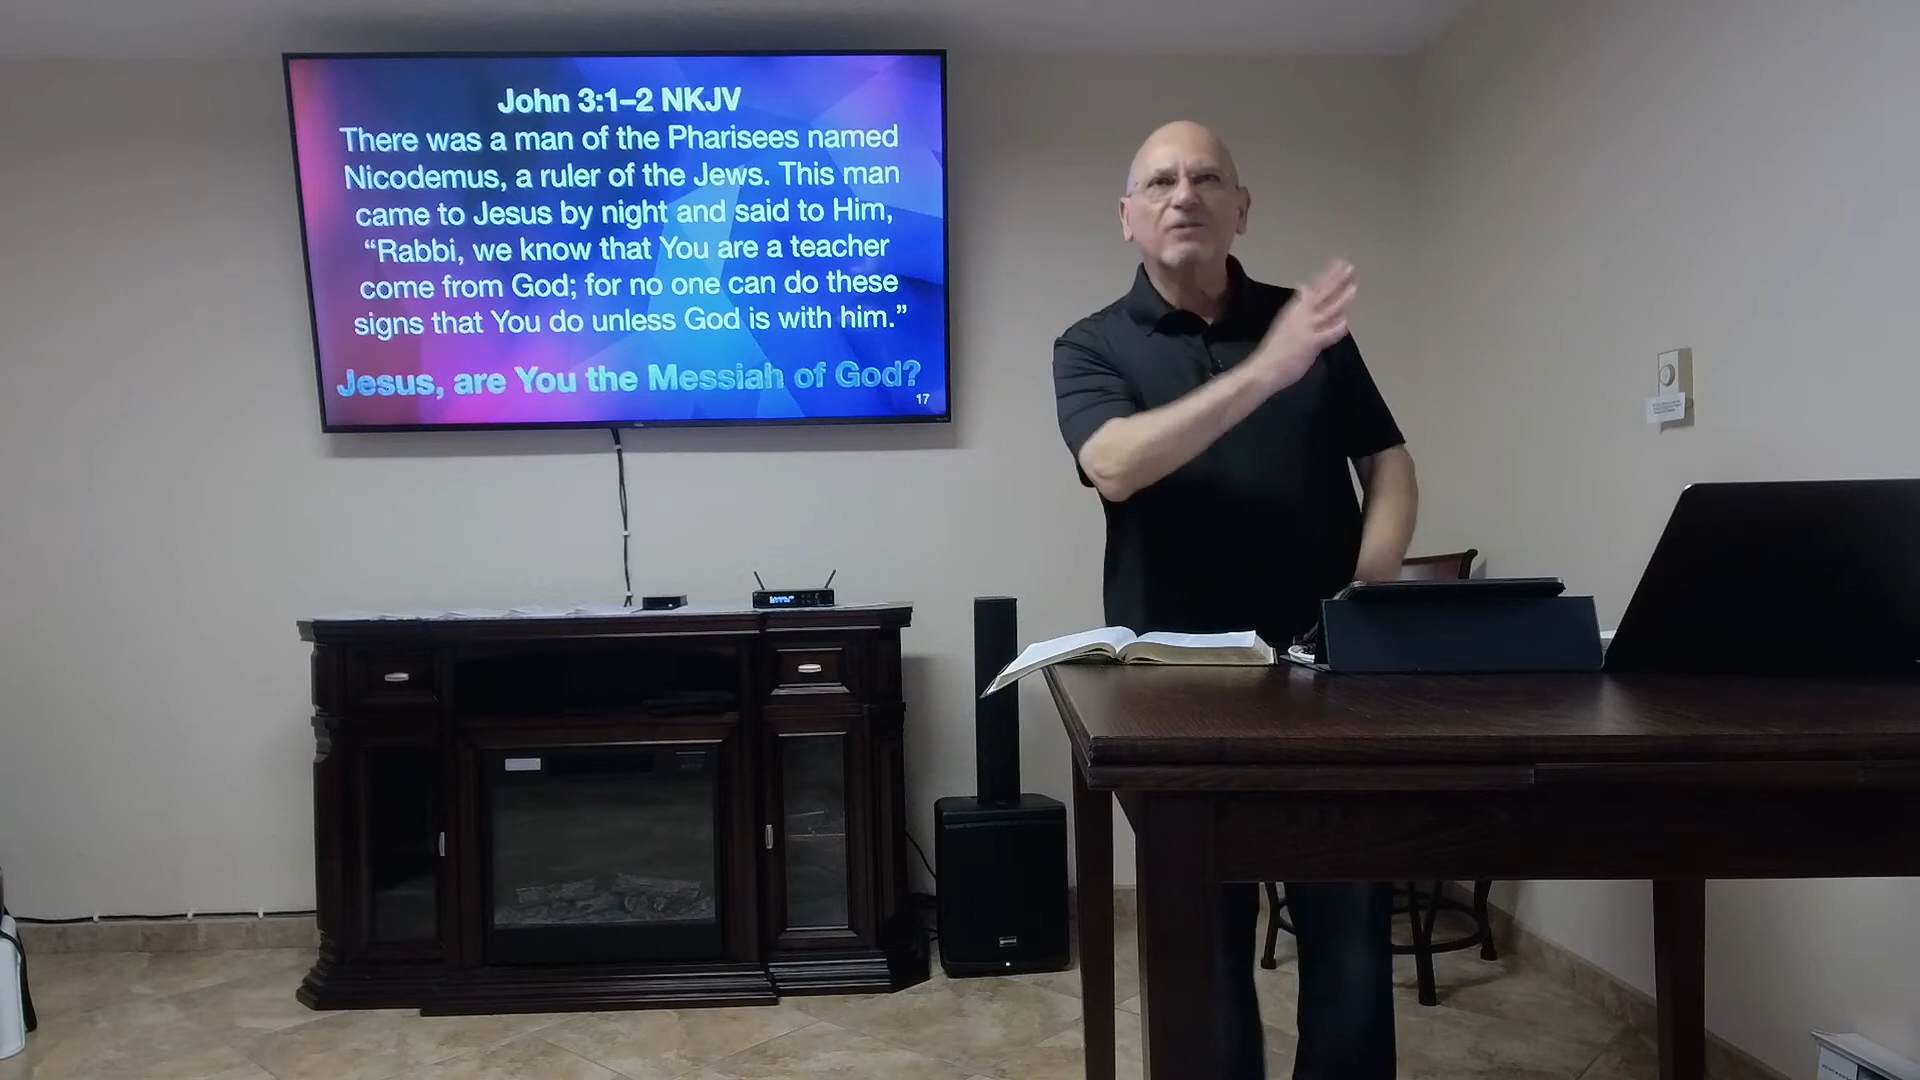 John 3:1–2 NKJV
There was a man of the Pharisees named
Nicodemus, a ruler of the Jews. This man
came to Jesus by night and said to Him,
“Rabbi, we know that You are a teacher
come from God; for no one can do these
signs that You do unless God is with him.”
Jesus, are You the Messiah of God?
17